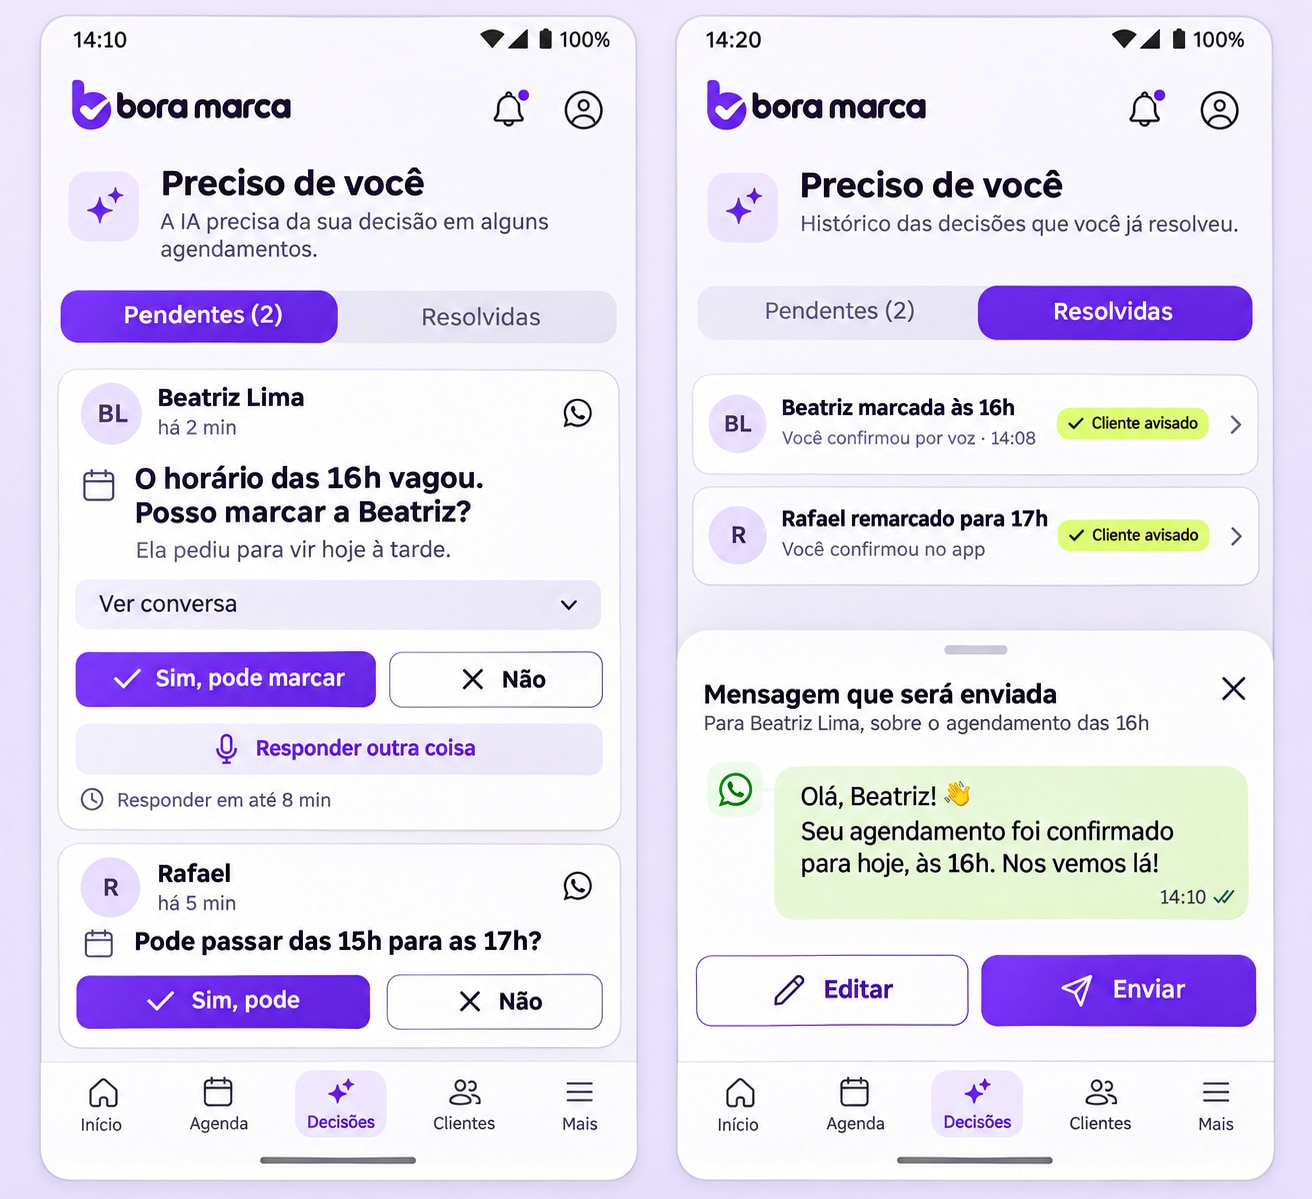 14:10
100%
bora marca
Preciso de você
A IA precisa da sua decisão em alguns
agendamentos.
Pendentes (2)
Resolvidas
BL
Beatriz Lima
há 2 min
O horário das 16h vagou.
Posso marcar a Beatriz?
Ela pediu para vir hoje à tarde.
Ver conversa
Sim, pode marcar
Não
Responder outra coisa
Responder em até 8 min
R
Rafael
há 5 min
Pode passar das 15h para as 17h?
Sim, pode
Não
Início
Agenda
Decisões
Clientes
Mais
14:20
100%
bora marca
Preciso de você
Histórico das decisões que você já resolveu.
Pendentes (2)
Resolvidas
BL
Beatriz marcada às 16h
Você confirmou por voz · 14:08
Cliente avisado
R
Rafael remarcado para 17h
Você confirmou no app
Cliente avisado
Mensagem que será enviada
Para Beatriz Lima, sobre o agendamento das 16h
Olá, Beatriz! 👋
Seu agendamento foi confirmado
para hoje, às 16h. Nos vemos lá!
14:10
Editar
Enviar
Início
Agenda
Decisões
Clientes
Mais